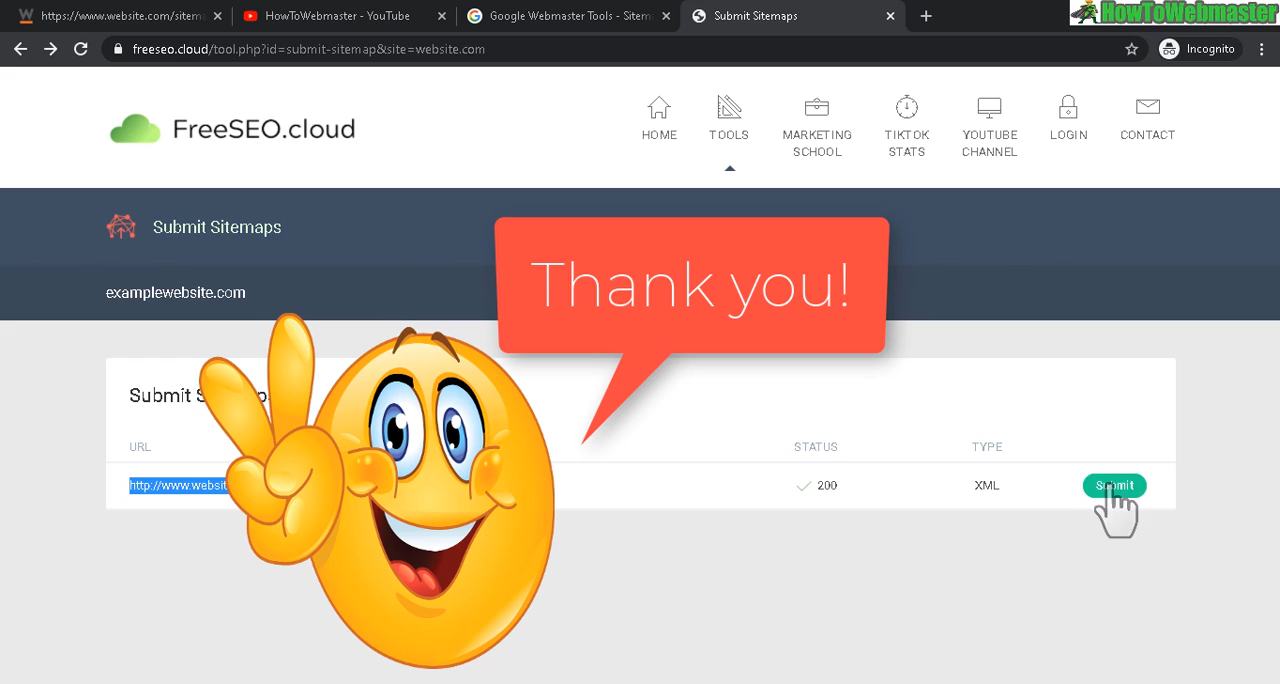 https://www.website.com/sitem
HowToWebmaster - YouTube
Google Webmaster Tools - Sitem
Submit Sitemaps
HowToWebmaster
freeseo.cloud/tool.php?id=submit-sitemap&site=website.com
Incognito
FreeSEO.cloud
HOME
TOOLS
MARKETING
SCHOOL
TIKTOK
STATS
YOUTUBE
CHANNEL
LOGIN
CONTACT
Submit Sitemaps
examplewebsite.com
Thank you!
Submit
URL
STATUS
TYPE
http://www.websit
200
XML
Submit